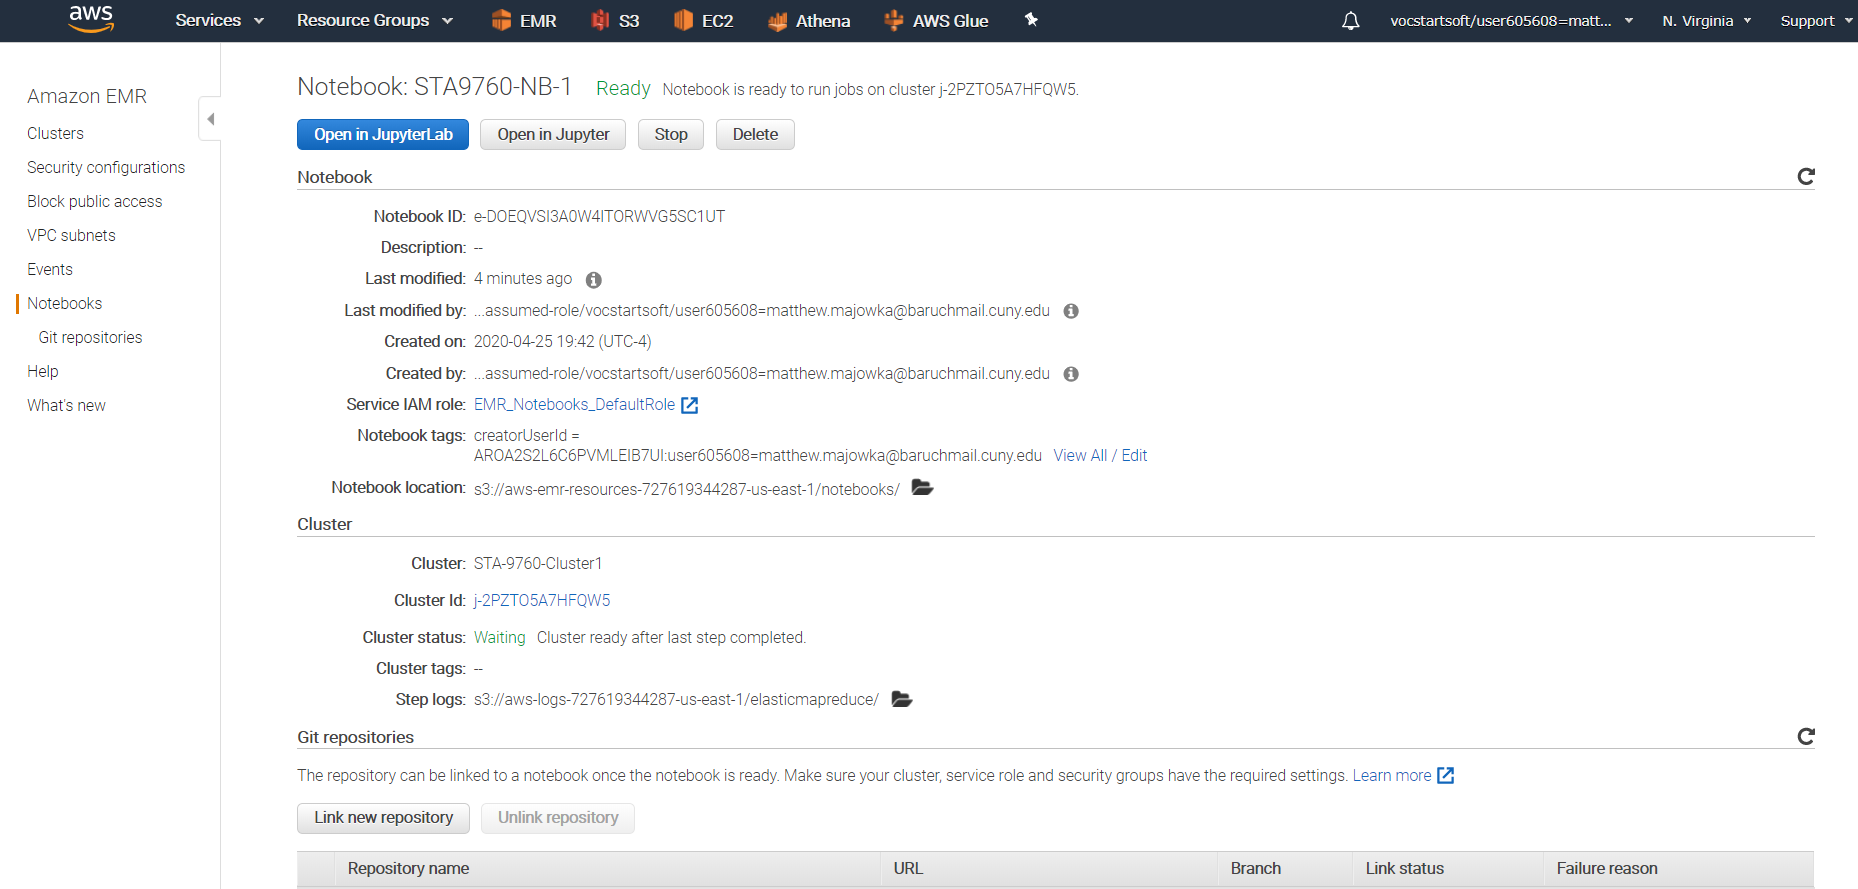 aws Services Resource Groups EMR S3 EC2 Athena AWS Glue vocstartsoft/user605608=matt... N. Virginia Support
Amazon EMR
Clusters
Security configurations
Block public access
VPC subnets
Events
Notebooks
Git repositories
Help
What's new
Notebook: STA9760-NB-1 Ready Notebook is ready to run jobs on cluster j-2PZTO5A7HFQW5.
Open in JupyterLab Open in Jupyter Stop Delete
Notebook
Notebook ID: e-DOEQVSI3A0W4ITORWVG5SC1UT
Description: --
Last modified: 4 minutes ago
Last modified by: ...assumed-role/vocstartsoft/user605608=matthew.majowka@baruchmail.cuny.edu
Created on: 2020-04-25 19:42 (UTC-4)
Created by: ...assumed-role/vocstartsoft/user605608=matthew.majowka@baruchmail.cuny.edu
Service IAM role: EMR_Notebooks_DefaultRole
Notebook tags: creatorUserId =
AROA2S2L6C6PVMLEIB7UI:user605608=matthew.majowka@baruchmail.cuny.edu View All / Edit
Notebook location: s3://aws-emr-resources-727619344287-us-east-1/notebooks/
Cluster
Cluster: STA-9760-Cluster1
Cluster Id: j-2PZTO5A7HFQW5
Cluster status: Waiting Cluster ready after last step completed.
Cluster tags: --
Step logs: s3://aws-logs-727619344287-us-east-1/elasticmapreduce/
Git repositories
The repository can be linked to a notebook once the notebook is ready. Make sure your cluster, service role and security groups have the required settings. Learn more
Link new repository Unlink repository
Repository name URL Branch Link status Failure reason